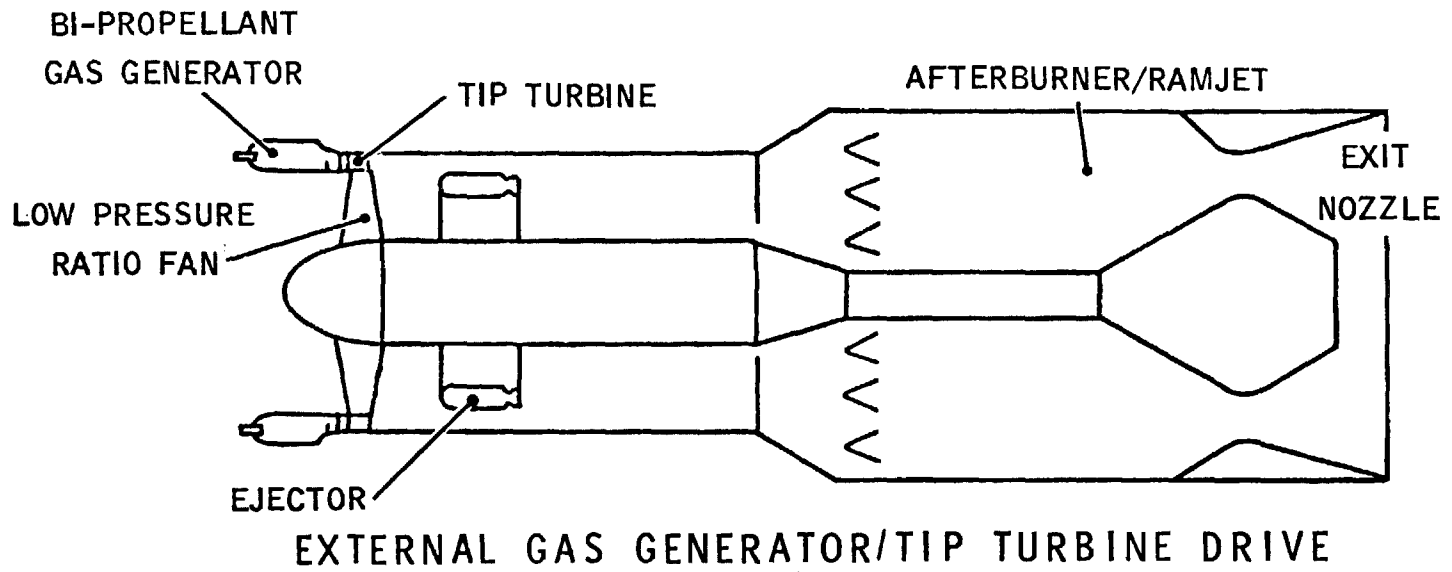 BI-PROPELLANT
GAS GENERATOR
TIP TURBINE
AFTERBURNER/RAMJET
EXIT
NOZZLE
LOW PRESSURE
RATIO FAN
EJECTOR
EXTERNAL GAS GENERATOR/TIP TURBINE DRIVE